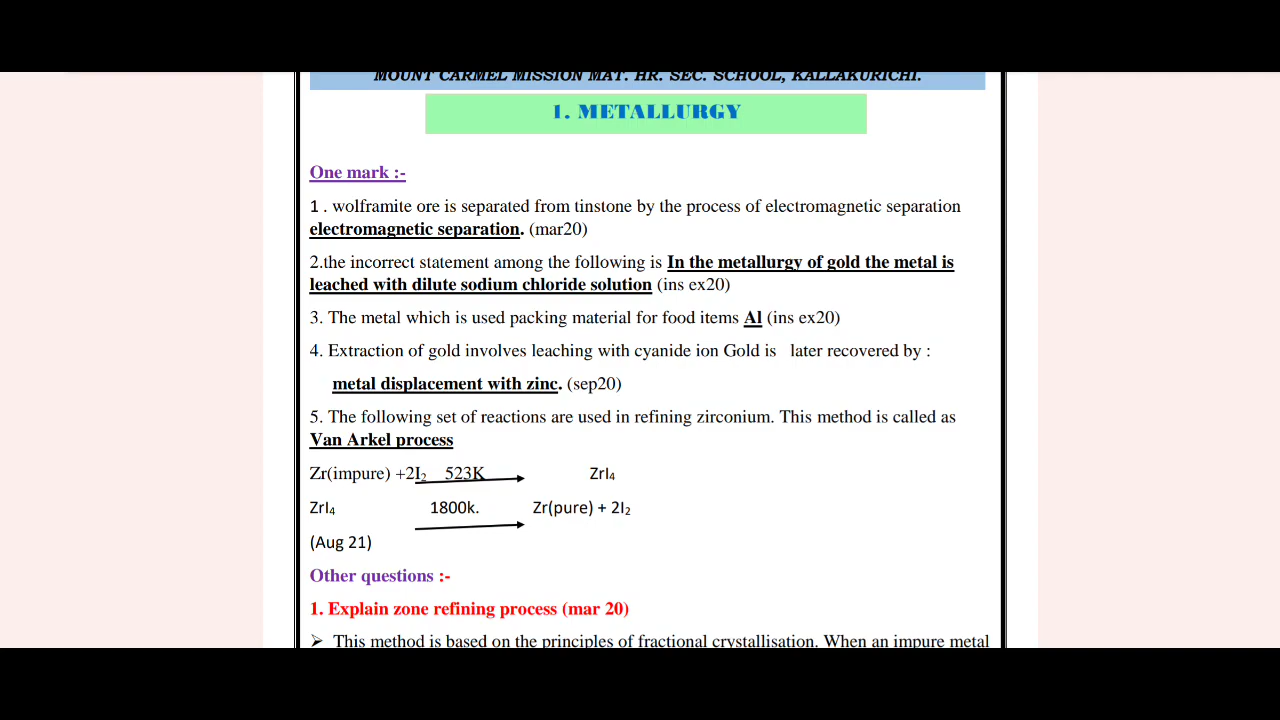 MOUNT CARMEL MISSION MAT. HR. SEC. SCHOOL, KALLAKURICHI.
1. METALLURGY
One mark :-
1 . wolframite ore is separated from tinstone by the process of electromagnetic separation
electromagnetic separation. (mar20)
2.the incorrect statement among the following is In the metallurgy of gold the metal is
leached with dilute sodium chloride solution (ins ex20)
3. The metal which is used packing material for food items Al (ins ex20)
4. Extraction of gold involves leaching with cyanide ion Gold is later recovered by :
metal displacement with zinc. (sep20)
5. The following set of reactions are used in refining zirconium. This method is called as
Van Arkel process
Zr(impure) +2I₂ 523K ZrI₄
ZrI₄ 1800k. Zr(pure) + 2I₂
(Aug 21)
Other questions :-
1. Explain zone refining process (mar 20)
➢ This method is based on the principles of fractional crystallisation. When an impure metal